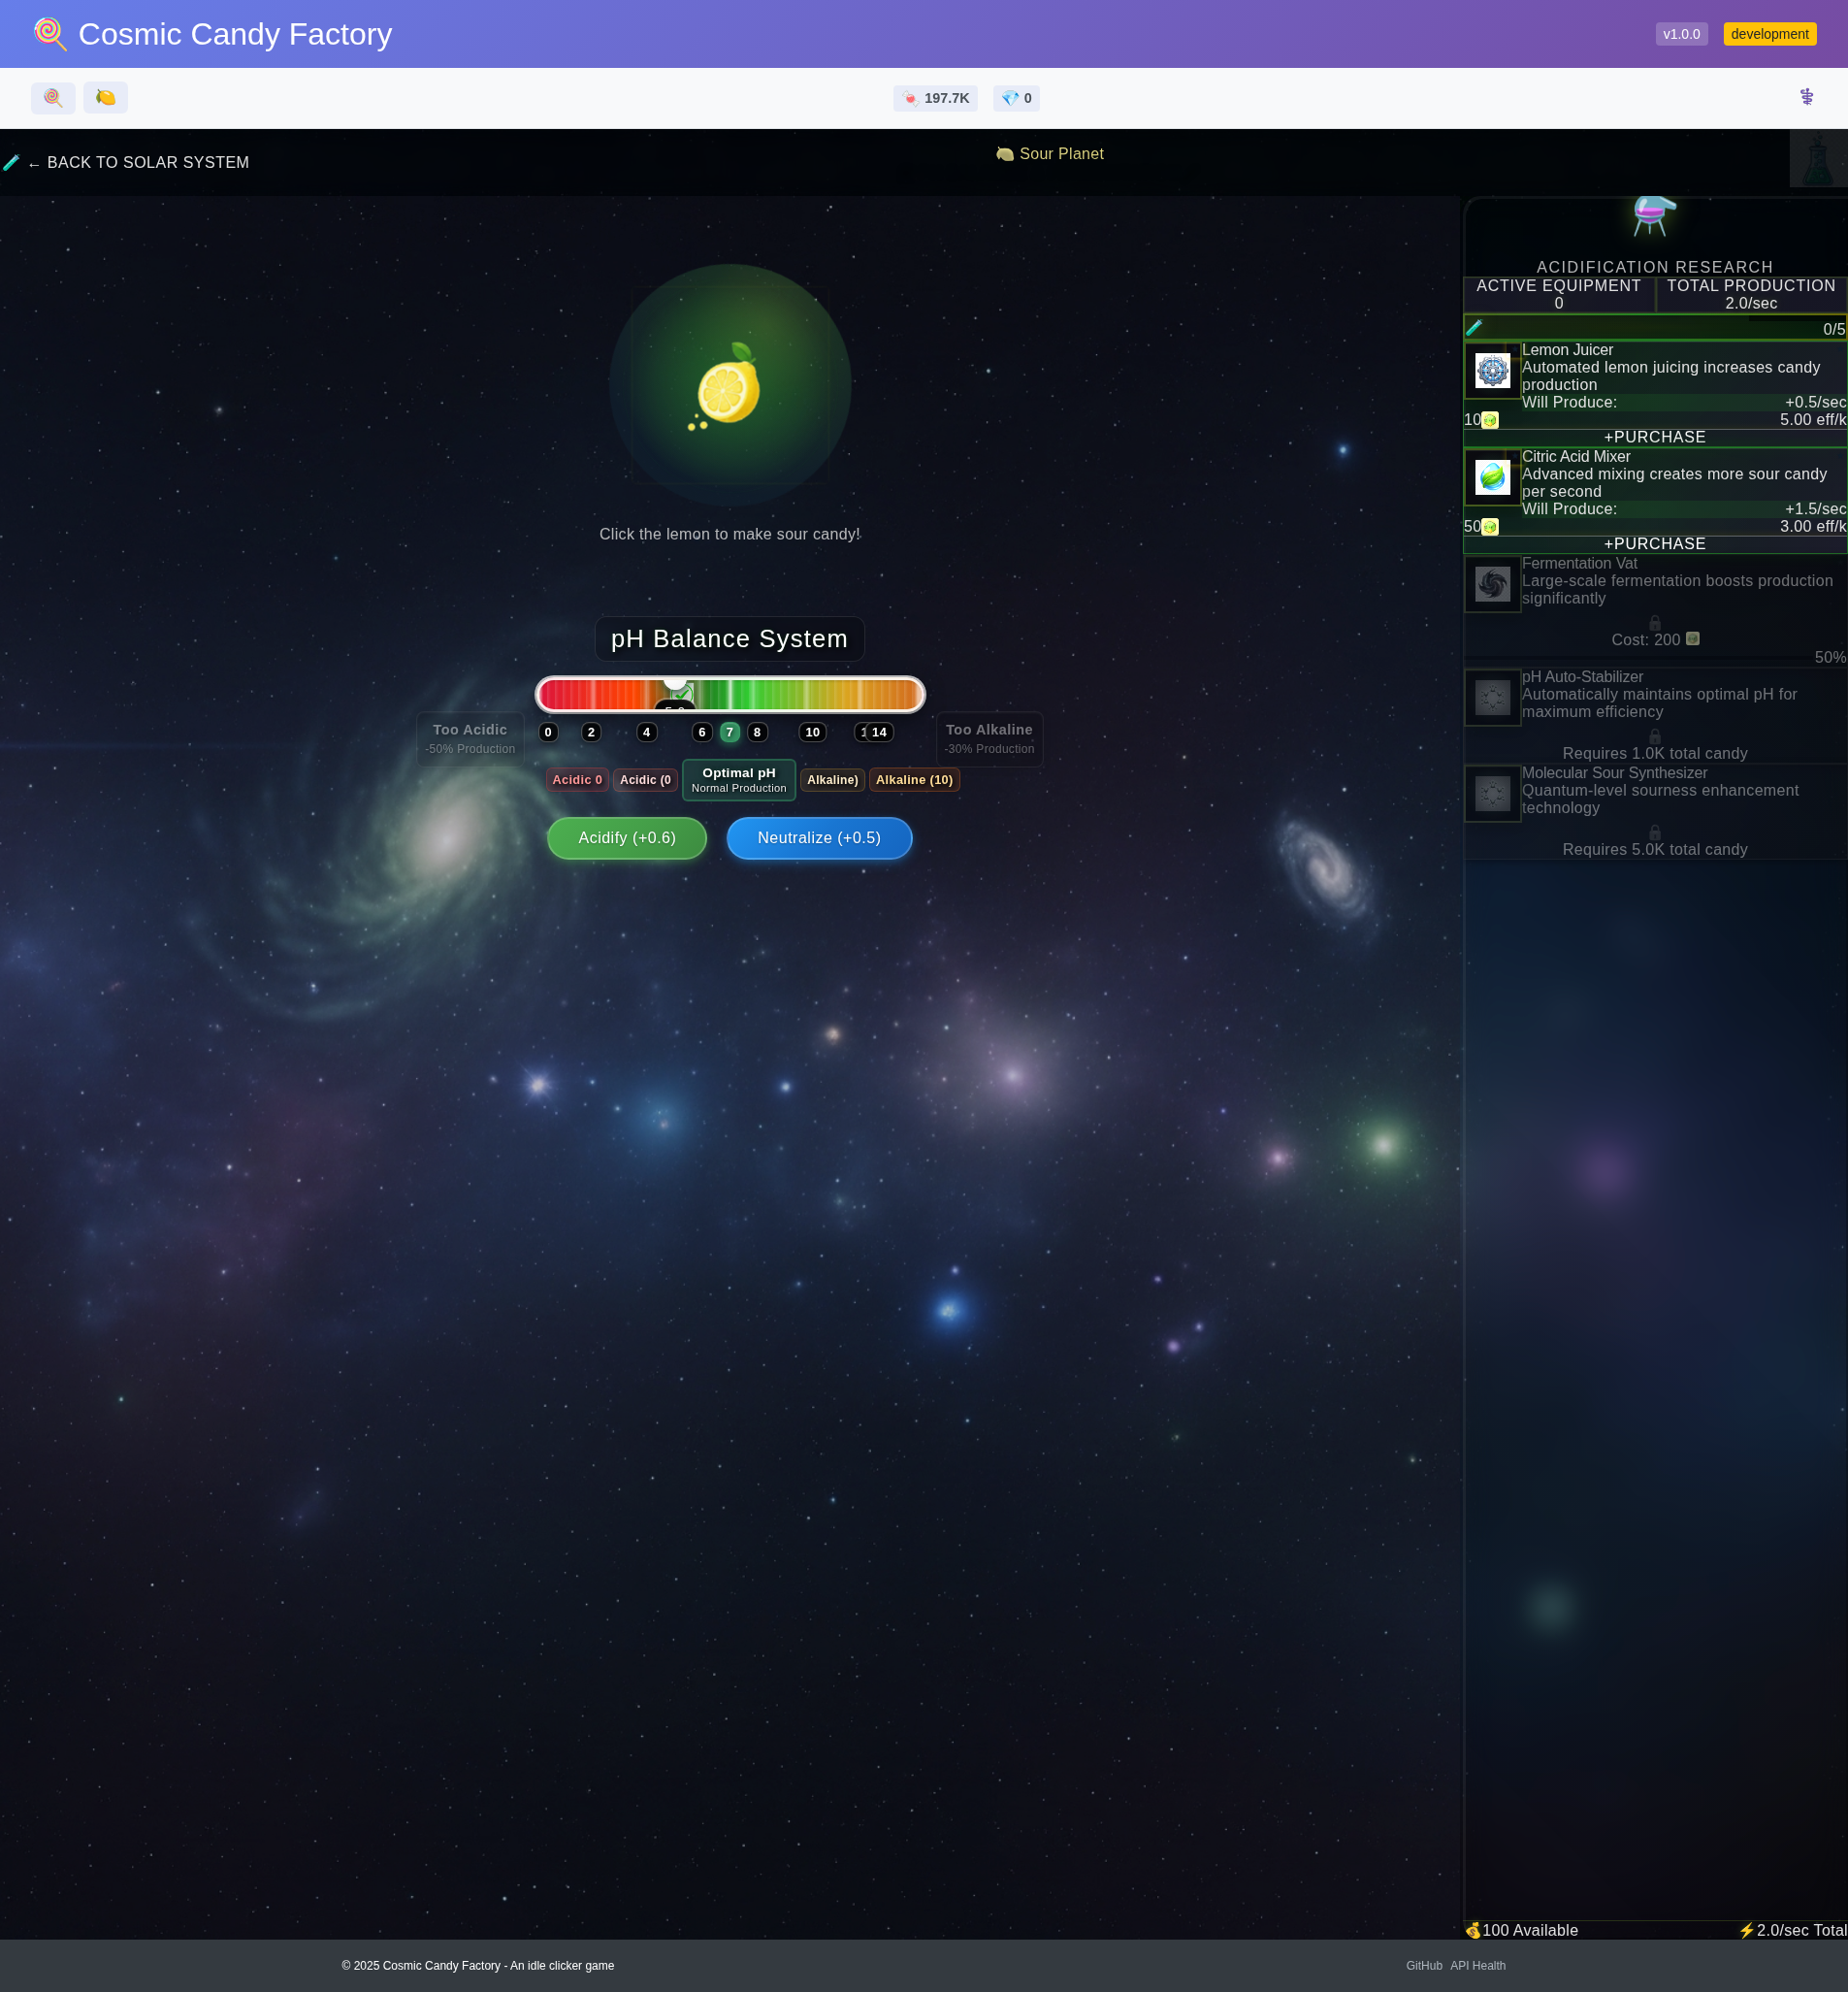 Cosmic Candy Factory
v1.0.0
development
197.7K
0
← BACK TO SOLAR SYSTEM
Sour Planet
ACIDIFICATION RESEARCH
ACTIVE EQUIPMENT
0
TOTAL PRODUCTION
2.0/sec
0/5
Lemon Juicer
Automated lemon juicing increases candy
production
Will Produce: +0.5/sec
10 5.00 eff/k
+PURCHASE
Citric Acid Mixer
Advanced mixing creates more sour candy
per second
Will Produce: +1.5/sec
50 3.00 eff/k
+PURCHASE
Fermentation Vat
Large-scale fermentation boosts production
significantly
Cost: 200
50%
pH Auto-Stabilizer
Automatically maintains optimal pH for
maximum efficiency
Requires 1.0K total candy
Molecular Sour Synthesizer
Quantum-level sourness enhancement
technology
Requires 5.0K total candy
Click the lemon to make sour candy!
pH Balance System
Too Acidic
-50% Production
0 2 4 6 7 8 10 14
Too Alkaline
-30% Production
Acidic 0
Acidic (0
Optimal pH
Normal Production
Alkaline)
Alkaline (10)
Acidify (+0.6)
Neutralize (+0.5)
100 Available
2.0/sec Total
© 2025 Cosmic Candy Factory - An idle clicker game
GitHub API Health